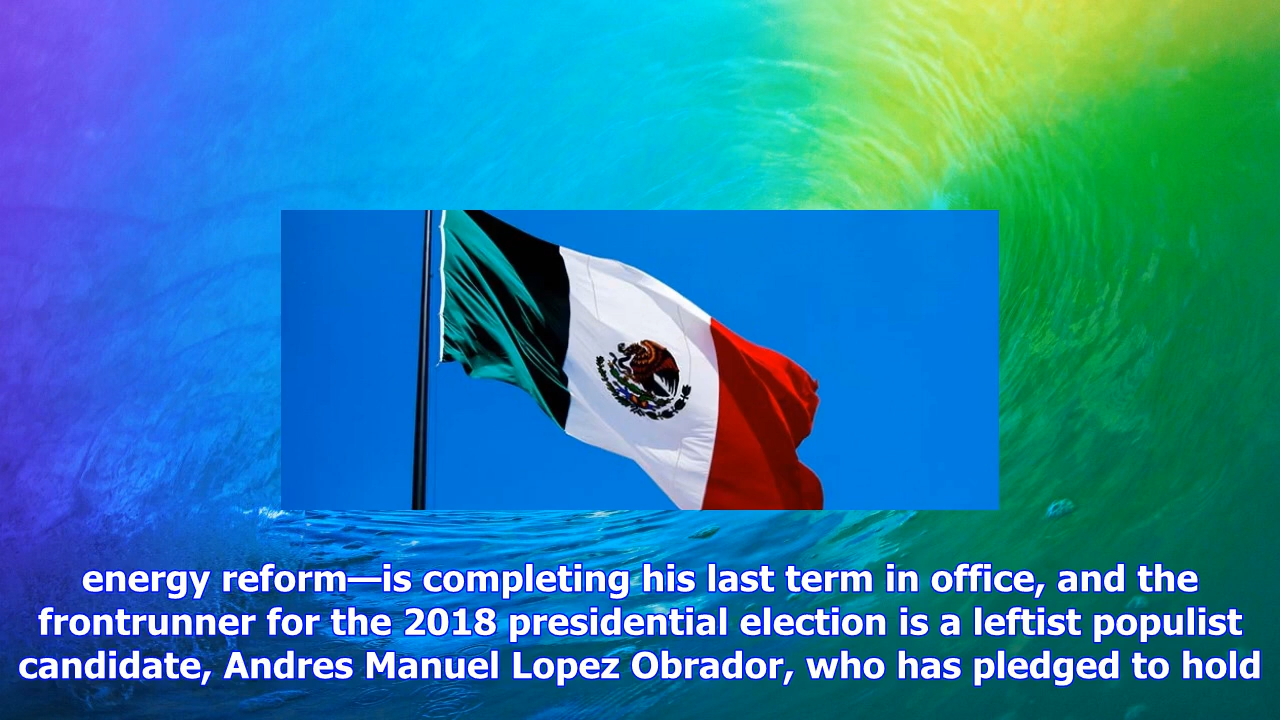 energy reform—is completing his last term in office, and the
frontrunner for the 2018 presidential election is a leftist populist
candidate, Andres Manuel Lopez Obrador, who has pledged to hold